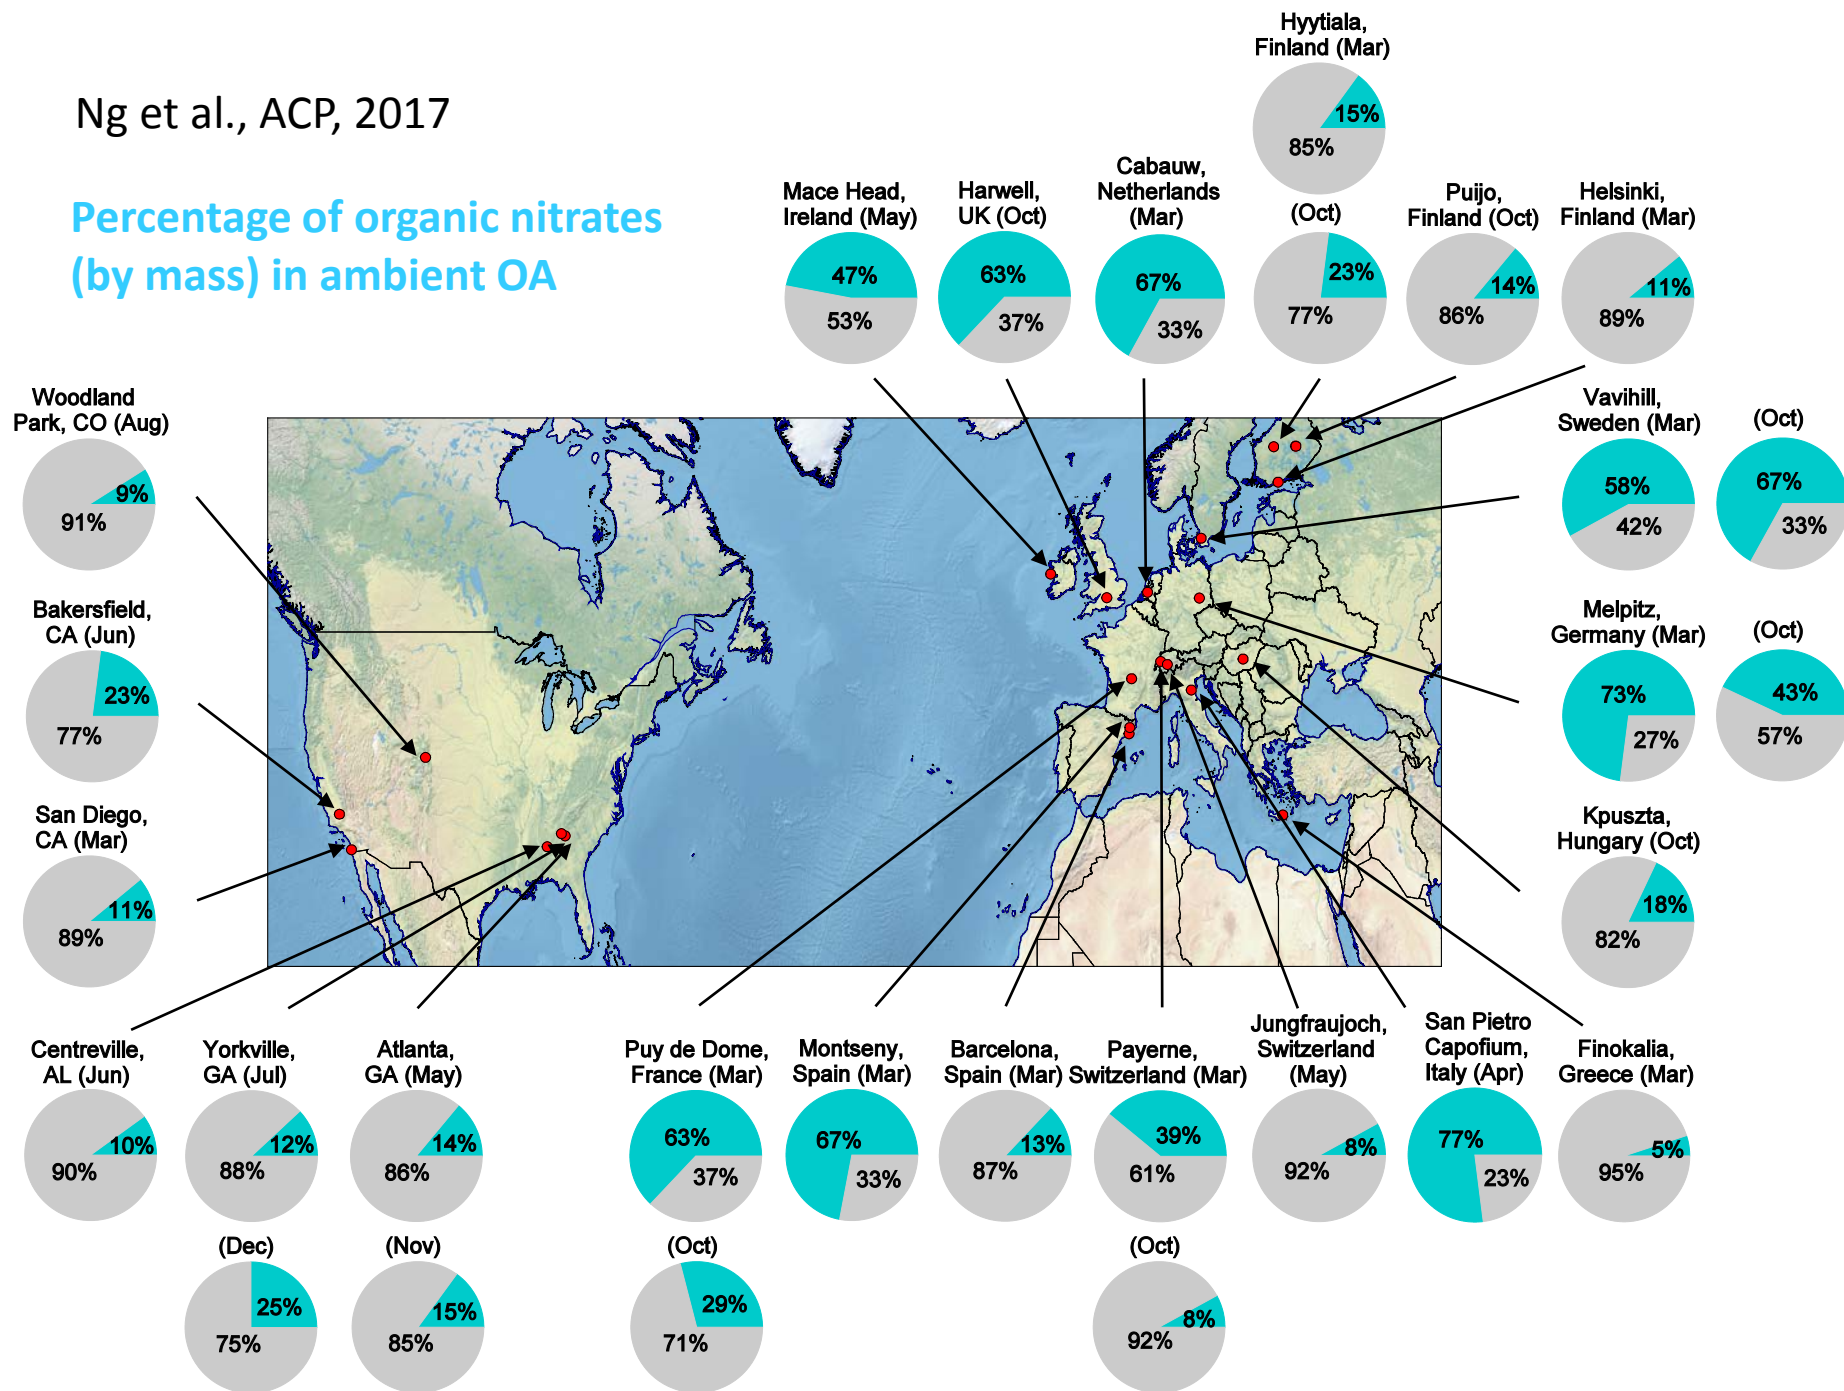 Ng et al., ACP, 2017
Percentage of organic nitrates
(by mass) in ambient OA
Hyytiala,
Finland (Mar)
15%
85%
Mace Head,
Ireland (May)
47%
53%
Harwell,
UK (Oct)
63%
37%
Cabauw,
Netherlands
(Mar)
67%
33%
(Oct)
23%
77%
Puijo,
Finland (Oct)
14%
86%
Helsinki,
Finland (Mar)
11%
89%
Woodland
Park, CO (Aug)
9%
91%
Bakersfield,
CA (Jun)
23%
77%
San Diego,
CA (Mar)
11%
89%
Vavihill,
Sweden (Mar)
58%
42%
(Oct)
67%
33%
Melpitz,
Germany (Mar)
73%
27%
(Oct)
43%
57%
Kpuszta,
Hungary (Oct)
18%
82%
Centreville,
AL (Jun)
10%
90%
Yorkville,
GA (Jul)
12%
88%
Atlanta,
GA (May)
14%
86%
Puy de Dome,
France (Mar)
63%
37%
Montseny,
Spain (Mar)
67%
33%
Barcelona,
Spain (Mar)
13%
87%
Payerne,
Switzerland (Mar)
39%
61%
Jungfraujoch,
Switzerland
(May)
8%
92%
San Pietro
Capofium,
Italy (Apr)
77%
23%
Finokalia,
Greece (Mar)
5%
95%
(Dec)
25%
75%
(Nov)
15%
85%
(Oct)
29%
71%
(Oct)
8%
92%